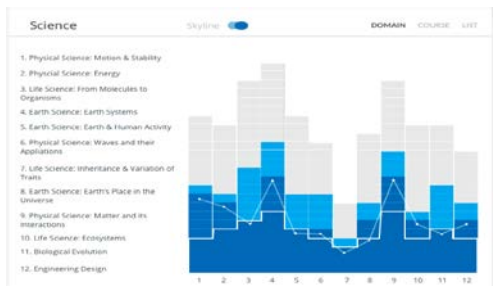 Science
Skyline
DOMAIN COURSE LIST
1. Physical Science: Motion & Stability
2. Physcial Science: Energy
3. Life Science: From Molecules to
Organisms
4. Earth Science: Earth Systems
5. Earth Science: Earth & Human Activity
6. Physical Science: Waves and their
Appliations
7. Life Science: Inheritance & Variation of
Traits
8. Earth Science: Earth's Place in the
Universe
9. Physical Science: Matter and its
Interactions
10. Life Science: Ecosystems
11. Biological Evolution
12. Engineering Design
1 2 3 4 5 6 7 8 9 10 11 12